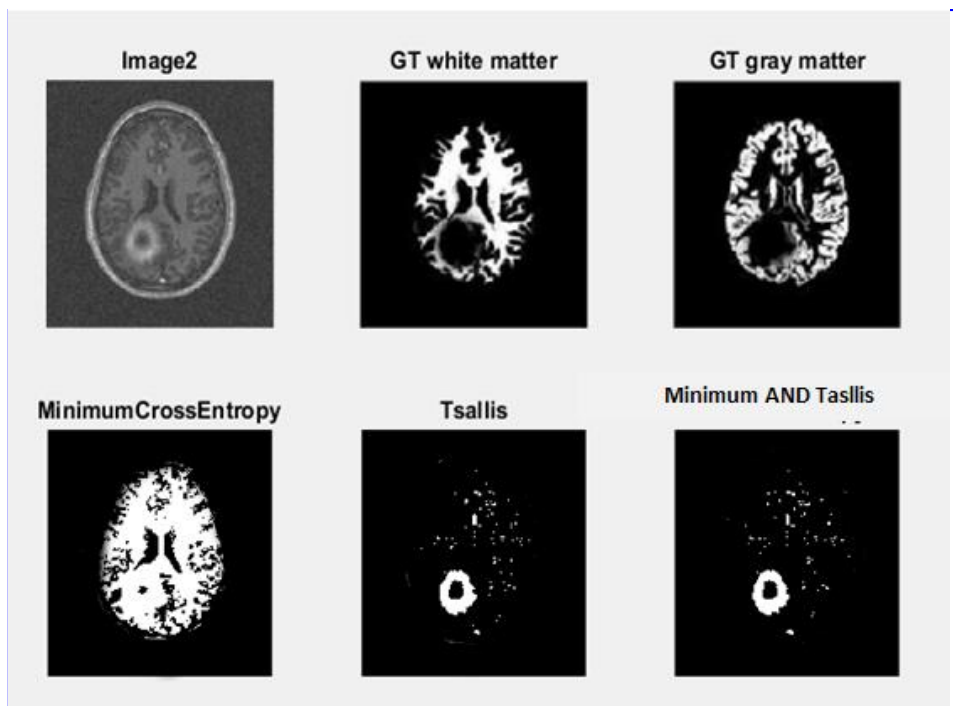 Image2
GT white matter
GT gray matter
MinimumCrossEntropy
Tsallis
Minimum AND Tasllis